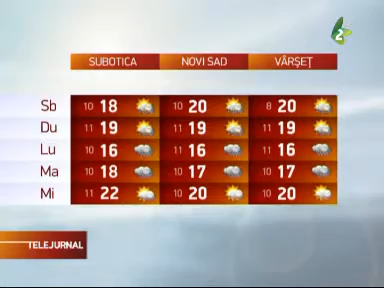 2
SUBOTICA NOVI SAD VÂRŞEŢ
Sb 10 18 10 20 8 20
Du 11 19 11 19 11 19
Lu 10 16 11 16 11 16
Ma 10 18 10 17 10 17
Mi 11 22 10 20 10 20
TELEJURNAL